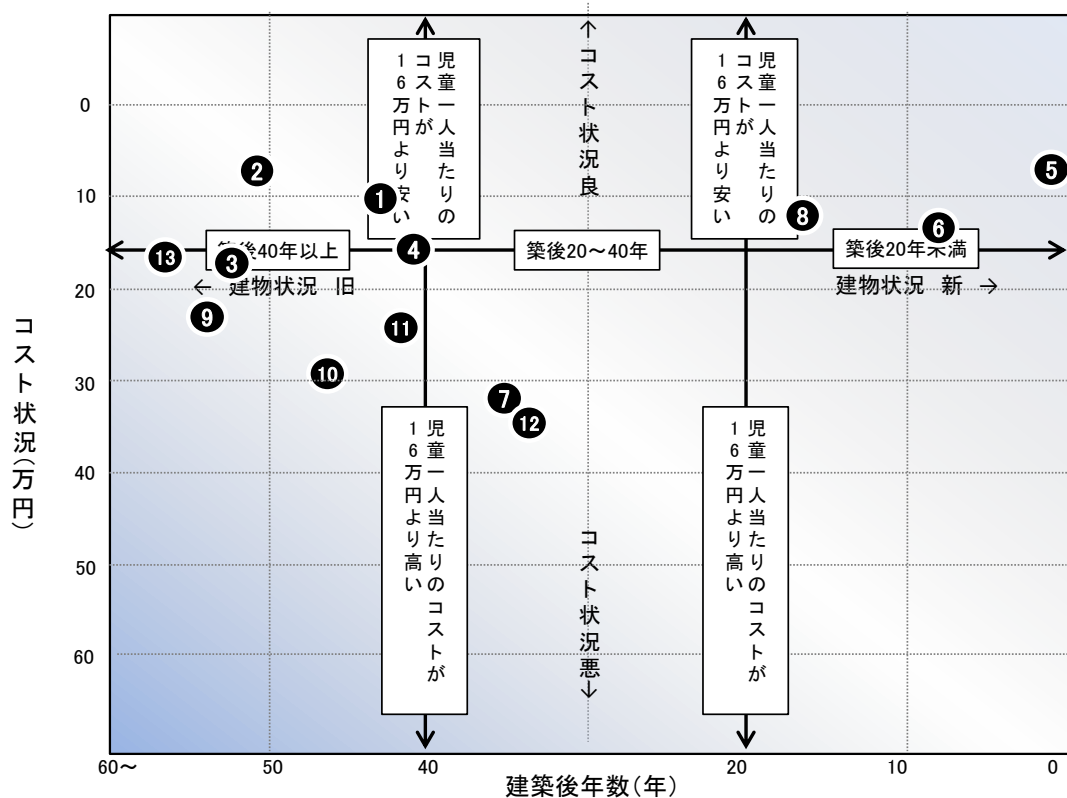 ↑コスト状況良
児童一人当たりの
コストが
16万円より安い
児童一人当たりの
コストが
16万円より安い
0
10
20
30
40
50
60
コスト状況(万円)
2
1
5
8
6
4
13
3
9
11
10
7
12
築後40年以上
築後20～40年
築後20年未満
← 建物状況 旧
建物状況 新 →
児童一人当たりのコストが
16万円より高い
児童一人当たりのコストが
16万円より高い
コスト状況悪↓
60～
50
40
20
10
0
建築後年数(年)